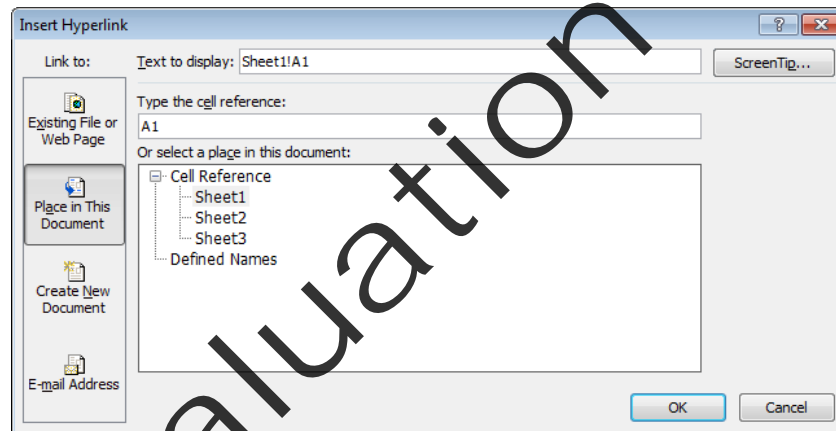 Insert Hyperlink
Link to:
Text to display: Sheet1!A1
ScreenTip...
Type the cell reference:
A1
Existing File or
Web Page
Or select a place in this document:
Cell Reference
Sheet1
Sheet2
Sheet3
Defined Names
Place in This
Document
Create New
Document
E-mail Address
OK
Cancel
valuation